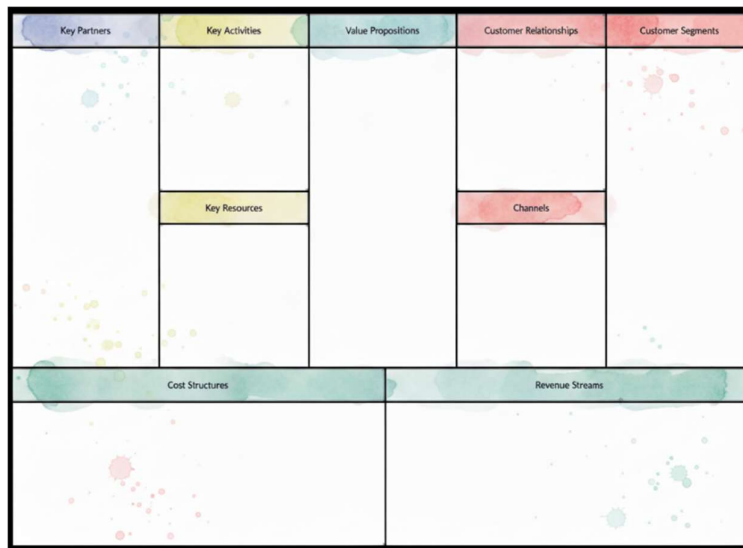 Key Partners
Key Activities
Value Propositions
Customer Relationships
Customer Segments
Key Resources
Channels
Cost Structures
Revenue Streams